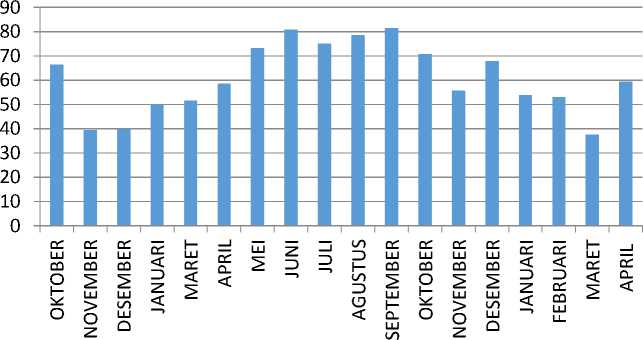 90
80
70
60
50
40
30
20
10
0
OKTOBER
NOVEMBER
DESEMBER
JANUARI
MARET
APRIL
MEI
JUNI
JULI
AGUSTUS
SEPTEMBER
OKTOBER
NOVEMBER
DESEMBER
JANUARI
FEBRUARI
MARET
APRIL